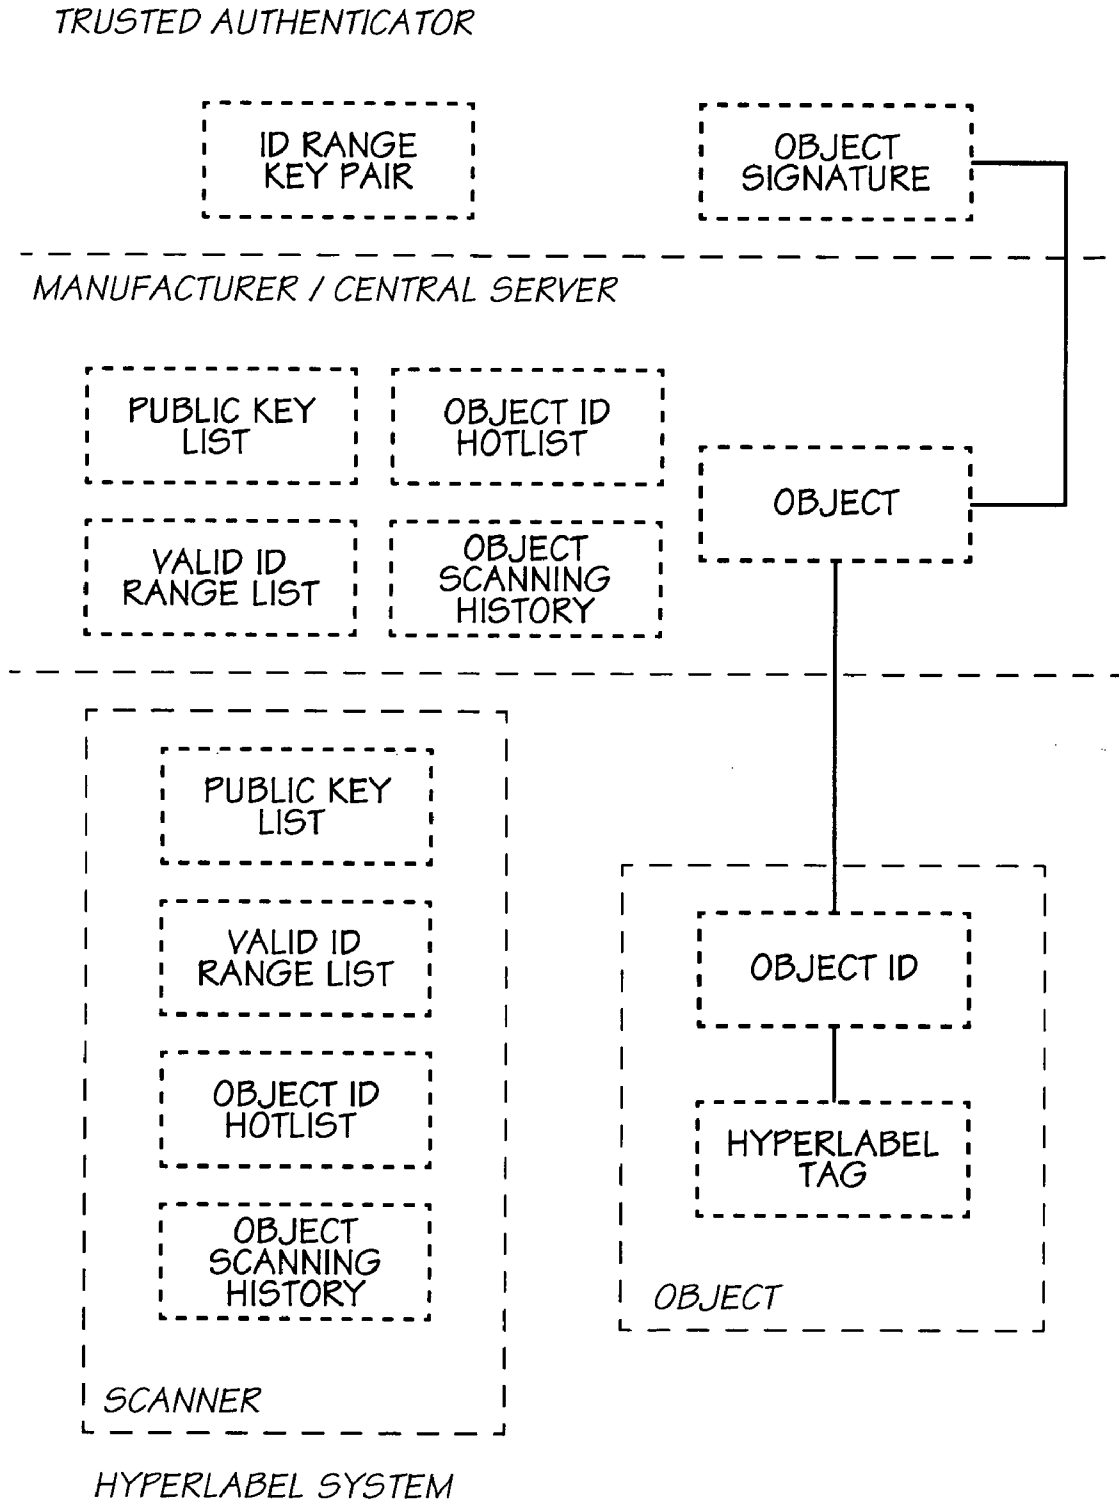 TRUSTED AUTHENTICATOR
ID RANGE
KEY PAIR
OBJECT
SIGNATURE
MANUFACTURER / CENTRAL SERVER
PUBLIC KEY
LIST
OBJECT ID
HOTLIST
OBJECT
VALID ID
RANGE LIST
OBJECT
SCANNING
HISTORY
PUBLIC KEY
LIST
VALID ID
RANGE LIST
OBJECT ID
HOTLIST
OBJECT
SCANNING
HISTORY
SCANNER
OBJECT ID
HYPERLABEL
TAG
OBJECT
HYPERLABEL SYSTEM